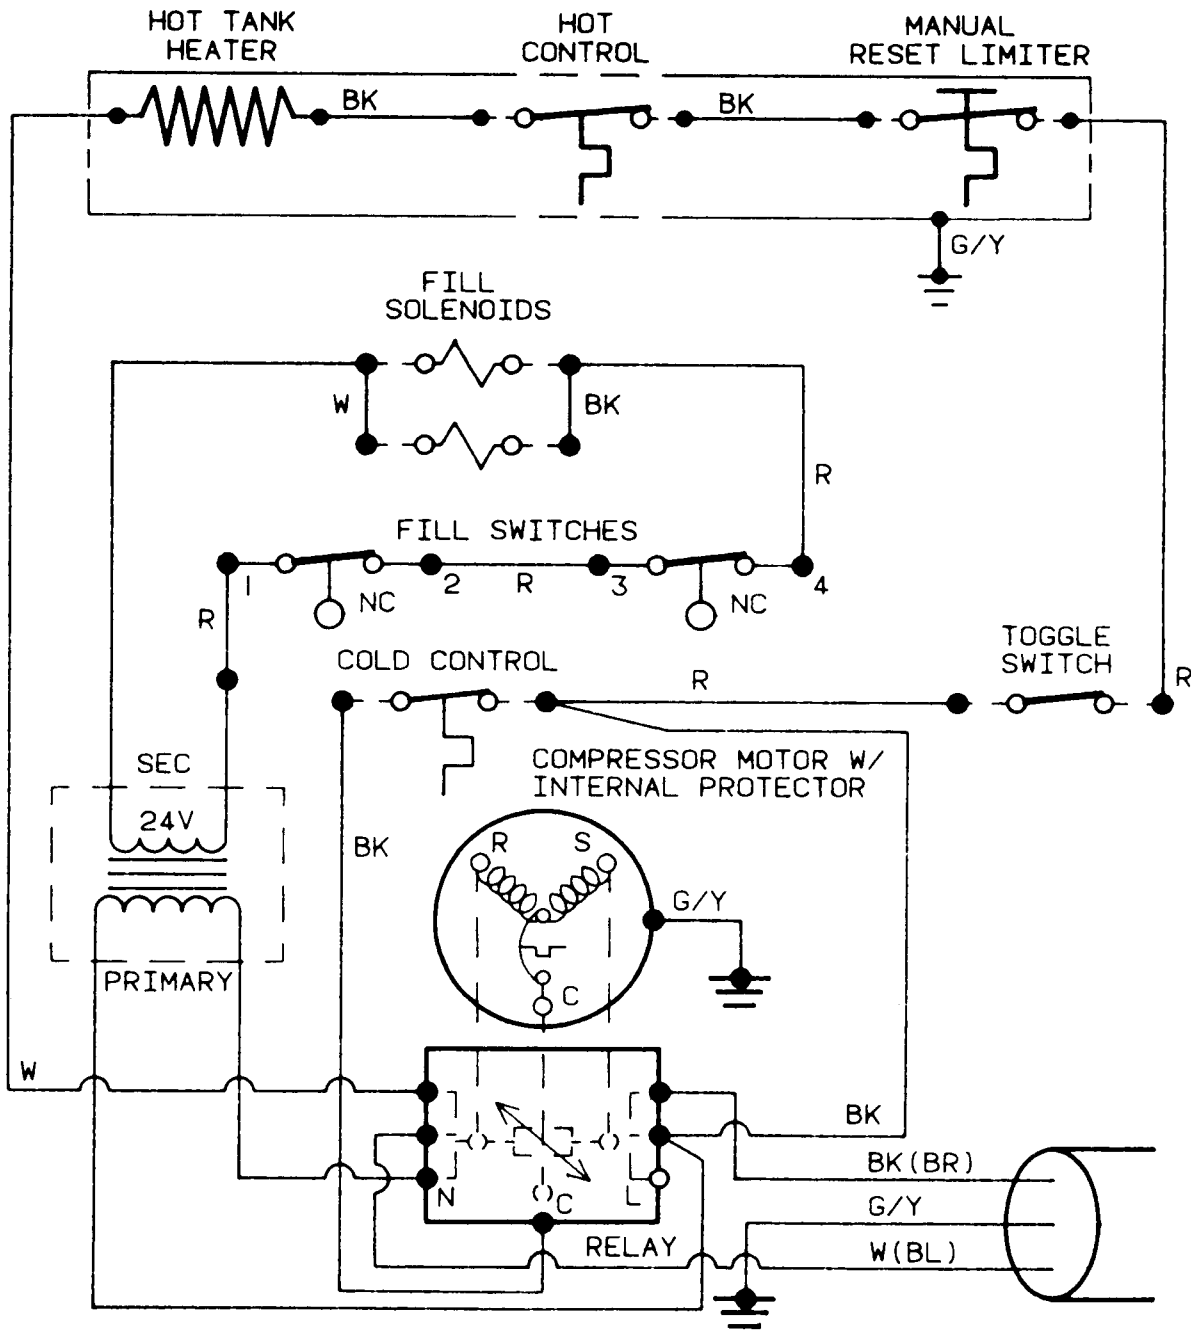 HOT TANK
HEATER
HOT
CONTROL
MANUAL
RESET LIMITER
BK
BK
G/Y
FILL
SOLENOIDS
W
BK
R
FILL SWITCHES
1
2
R
3
4
NC
NC
R
TOGGLE
SWITCH
COLD CONTROL
R
R
SEC
COMPRESSOR MOTOR W/
INTERNAL PROTECTOR
24V
BK
R
S
G/Y
PRIMARY
C
W
BK
BK(BR)
N
C
G/Y
RELAY
W(BL)